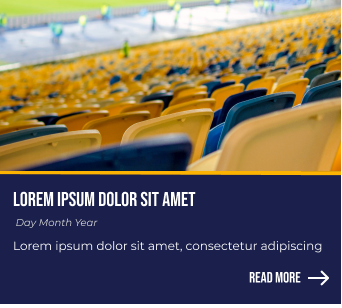 LOREM IPSUM DOLOR SIT AMET
Day Month Year
Lorem ipsum dolor sit amet, consectetur adipiscing
READ MORE